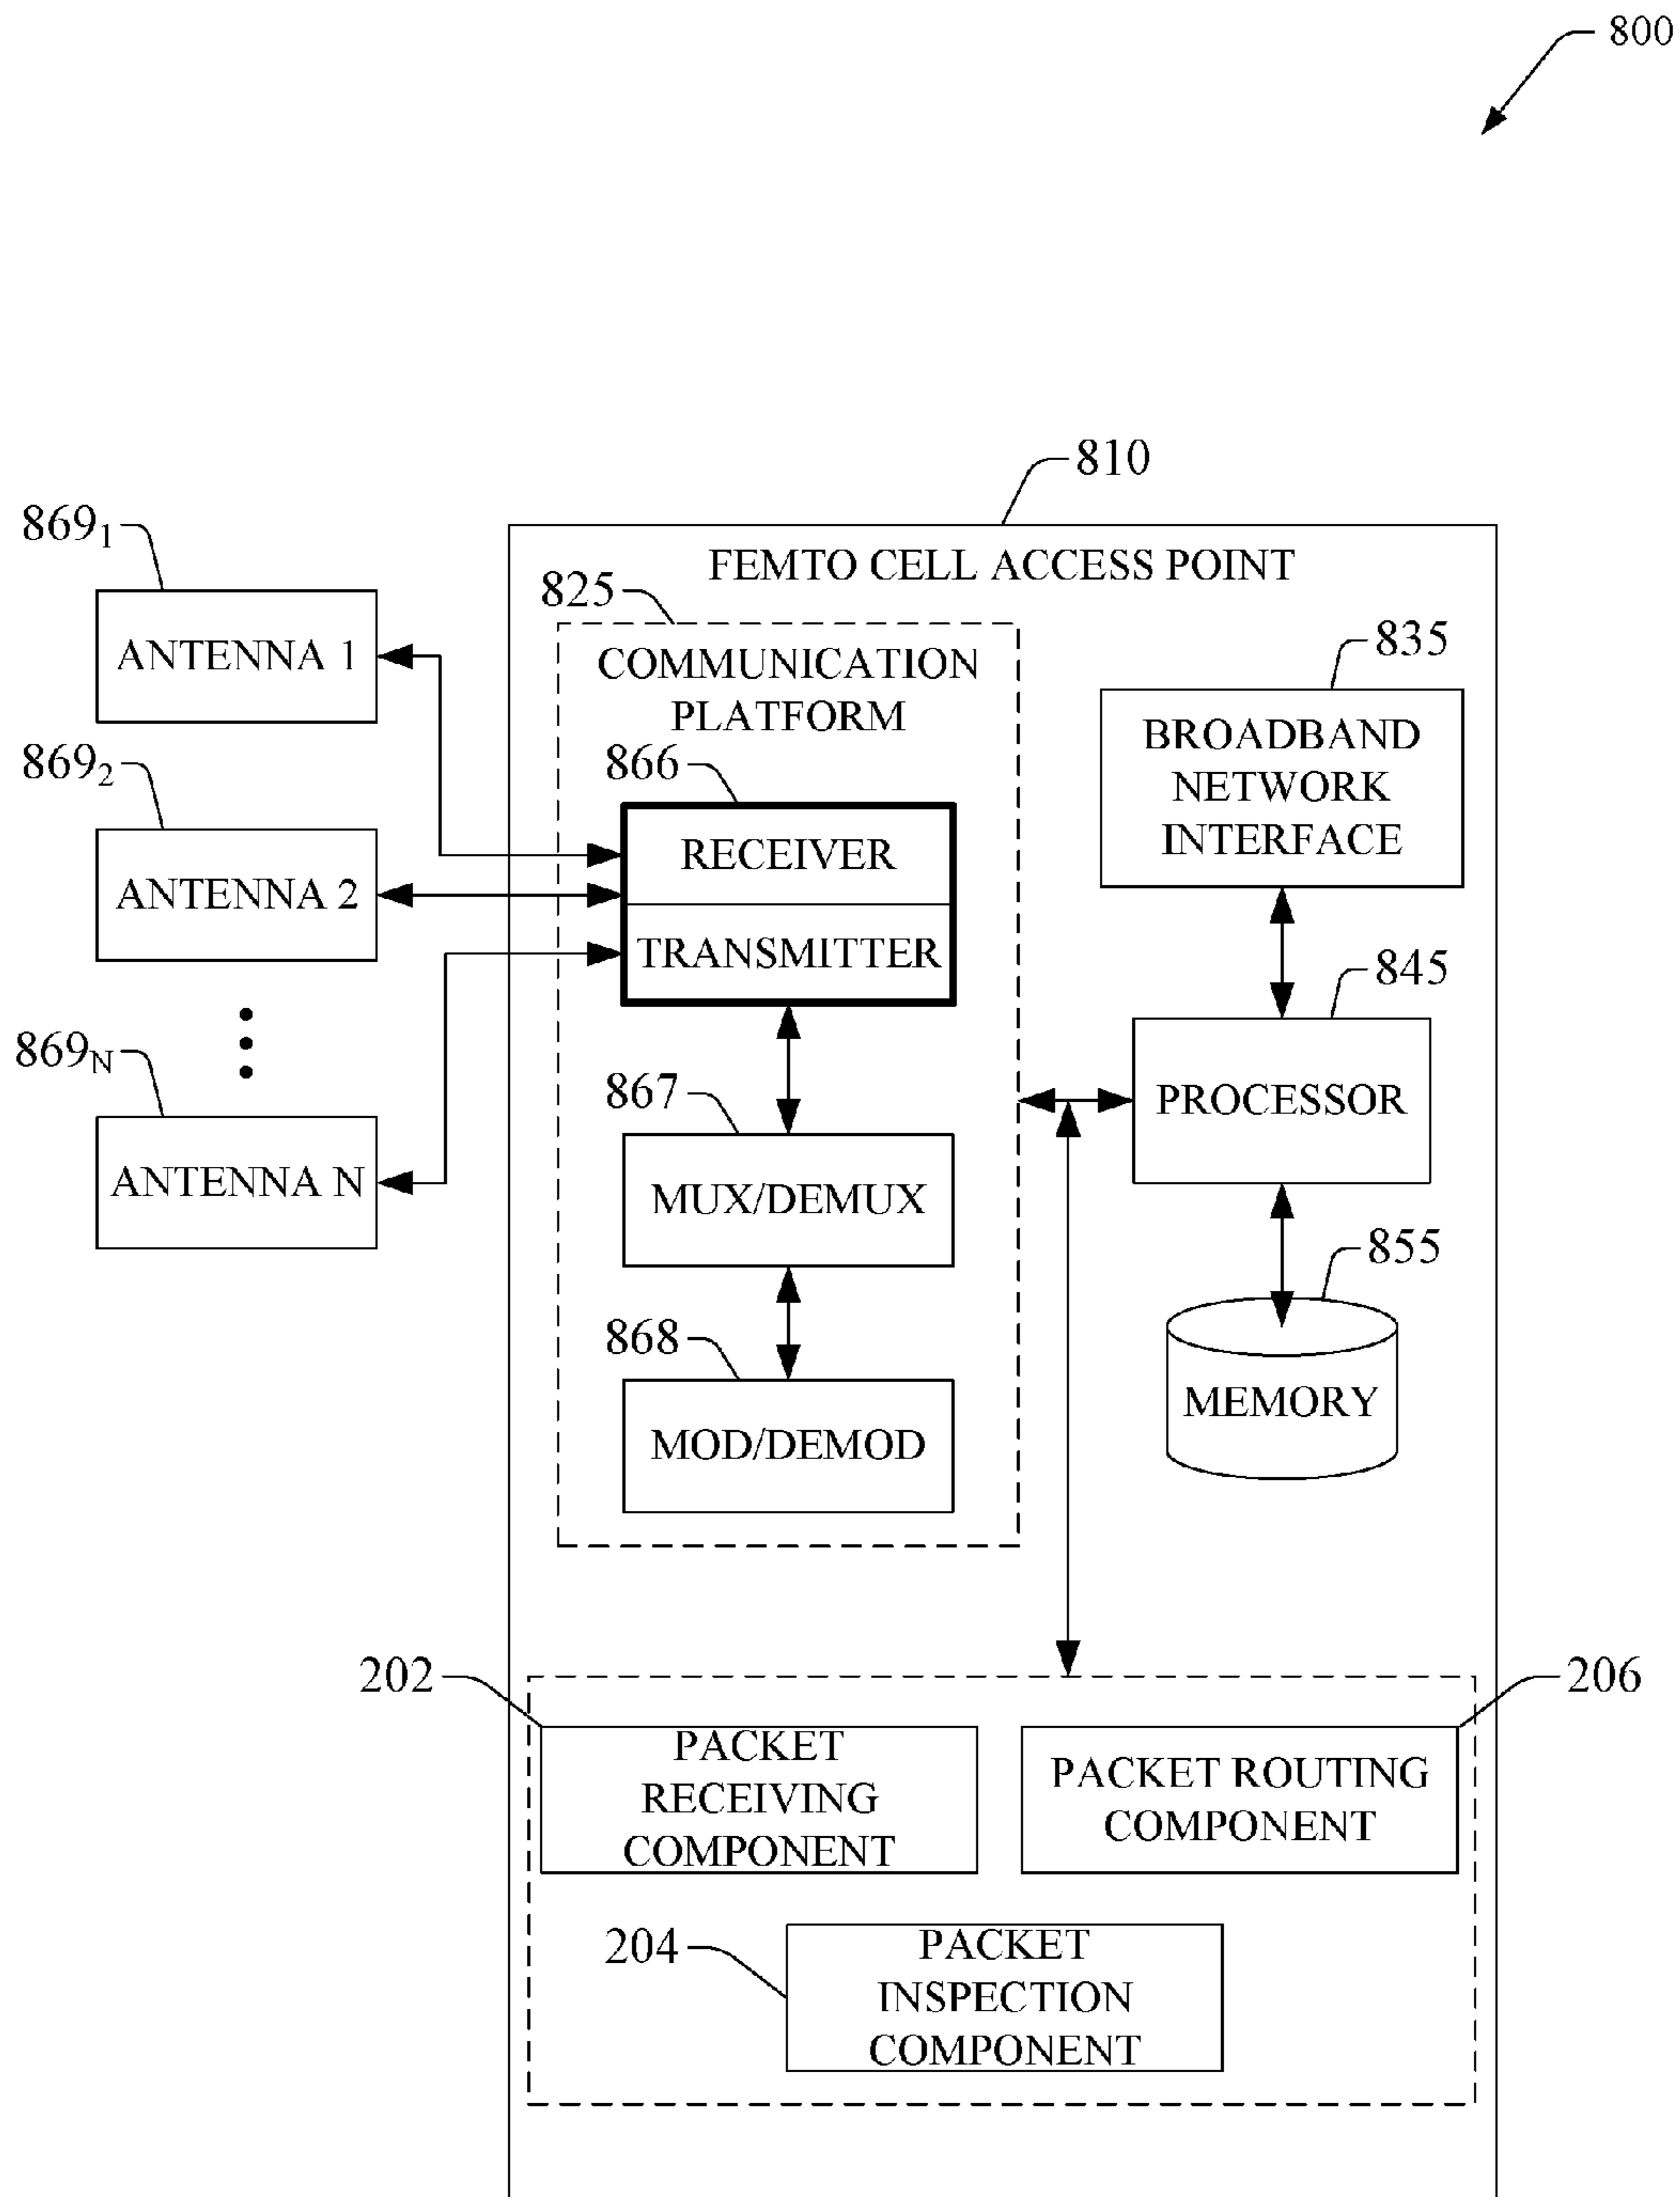 800
810
869₁
FEMTO CELL ACCESS POINT
825
835
ANTENNA 1
COMMUNICATION
PLATFORM
BROADBAND
NETWORK
INTERFACE
869₂
866
RECEIVER
ANTENNA 2
TRANSMITTER
845
869N
867
PROCESSOR
ANTENNA N
MUX/DEMUX
855
868
MEMORY
MOD/DEMOD
202
206
PACKET
RECEIVING
COMPONENT
PACKET ROUTING
COMPONENT
204
PACKET
INSPECTION
COMPONENT